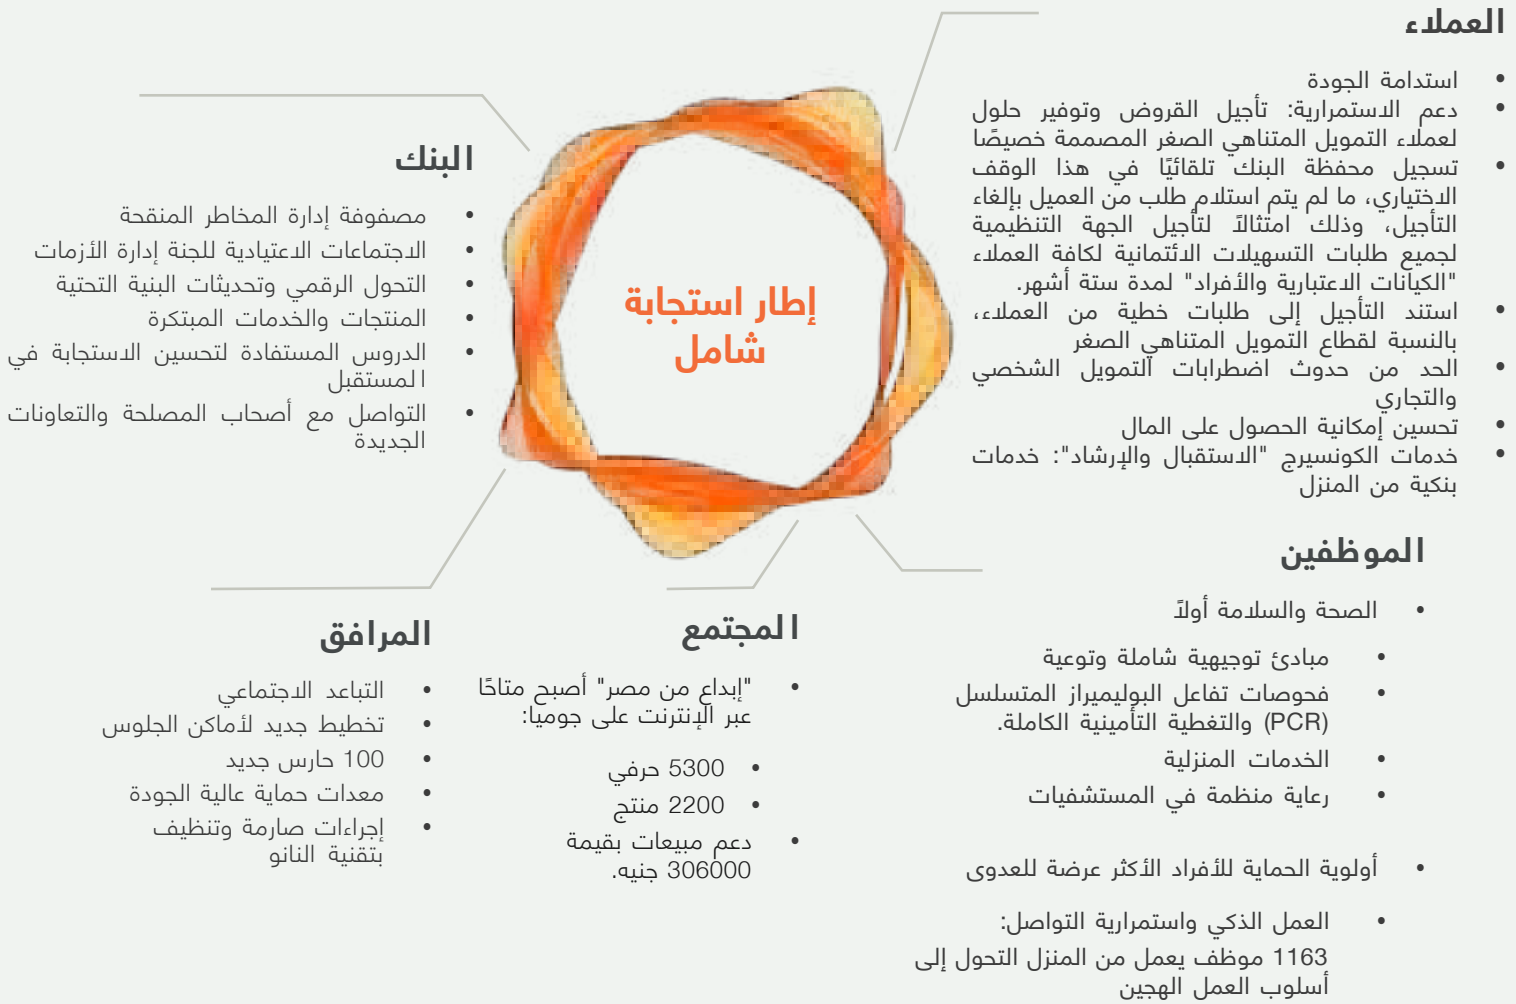 العملاء
استدامة الجودة
دعم الاستمرارية: تأجيل القروض وتوفير حلول
لعملاء التمويل المتناهي الصغر المصممة خصيصًا
تسجيل محفظة البنك تلقائيًا في هذا الوقف
الاختياري، ما لم يتم استلام طلب من العميل بإلغاء
التأجيل، وذلك امتثالاً لتأجيل الجهة التنظيمية
لجميع طلبات التسهيلات الائتمانية لكافة العملاء
"الكيانات الاعتبارية والأفراد" لمدة ستة أشهر.
استند التأجيل إلى طلبات خطية من العملاء،
بالنسبة لقطاع التمويل المتناهي الصغر
الحد من حدوث اضطرابات التمويل الشخصي
والتجاري
تحسين إمكانية الحصول على المال
خدمات الكونسيرج "الاستقبال والإرشاد": خدمات
بنكية من المنزل
إطار استجابة
شامل
البنك
مصفوفة إدارة المخاطر المنقحة
الاجتماعات الاعتيادية للجنة إدارة الأزمات
التحول الرقمي وتحديثات البنية التحتية
المنتجات والخدمات المبتكرة
الدروس المستفادة لتحسين الاستجابة في
المستقبل
التواصل مع أصحاب المصلحة والتعاونات
الجديدة
الموظفين
الصحة والسلامة أولاً
مبادئ توجيهية شاملة وتوعية
فحوصات تفاعل البوليميراز المتسلسل
(PCR) والتغطية التأمينية الكاملة.
الخدمات المنزلية
رعاية منظمة في المستشفيات
أولوية الحماية للأفراد الأكثر عرضة للعدوى
العمل الذكي واستمرارية التواصل:
1163 موظف يعمل من المنزل التحول إلى
أسلوب العمل الهجين
المجتمع
"إبداع من مصر" أصبح متاحًا
عبر الإنترنت على جوميا:
5300 حرفي
2200 منتج
دعم مبيعات بقيمة
306000 جنيه.
المرافق
التباعد الاجتماعي
تخطيط جديد لأماكن الجلوس
100 حارس جديد
معدات حماية عالية الجودة
إجراءات صارمة وتنظيف
بتقنية النانو